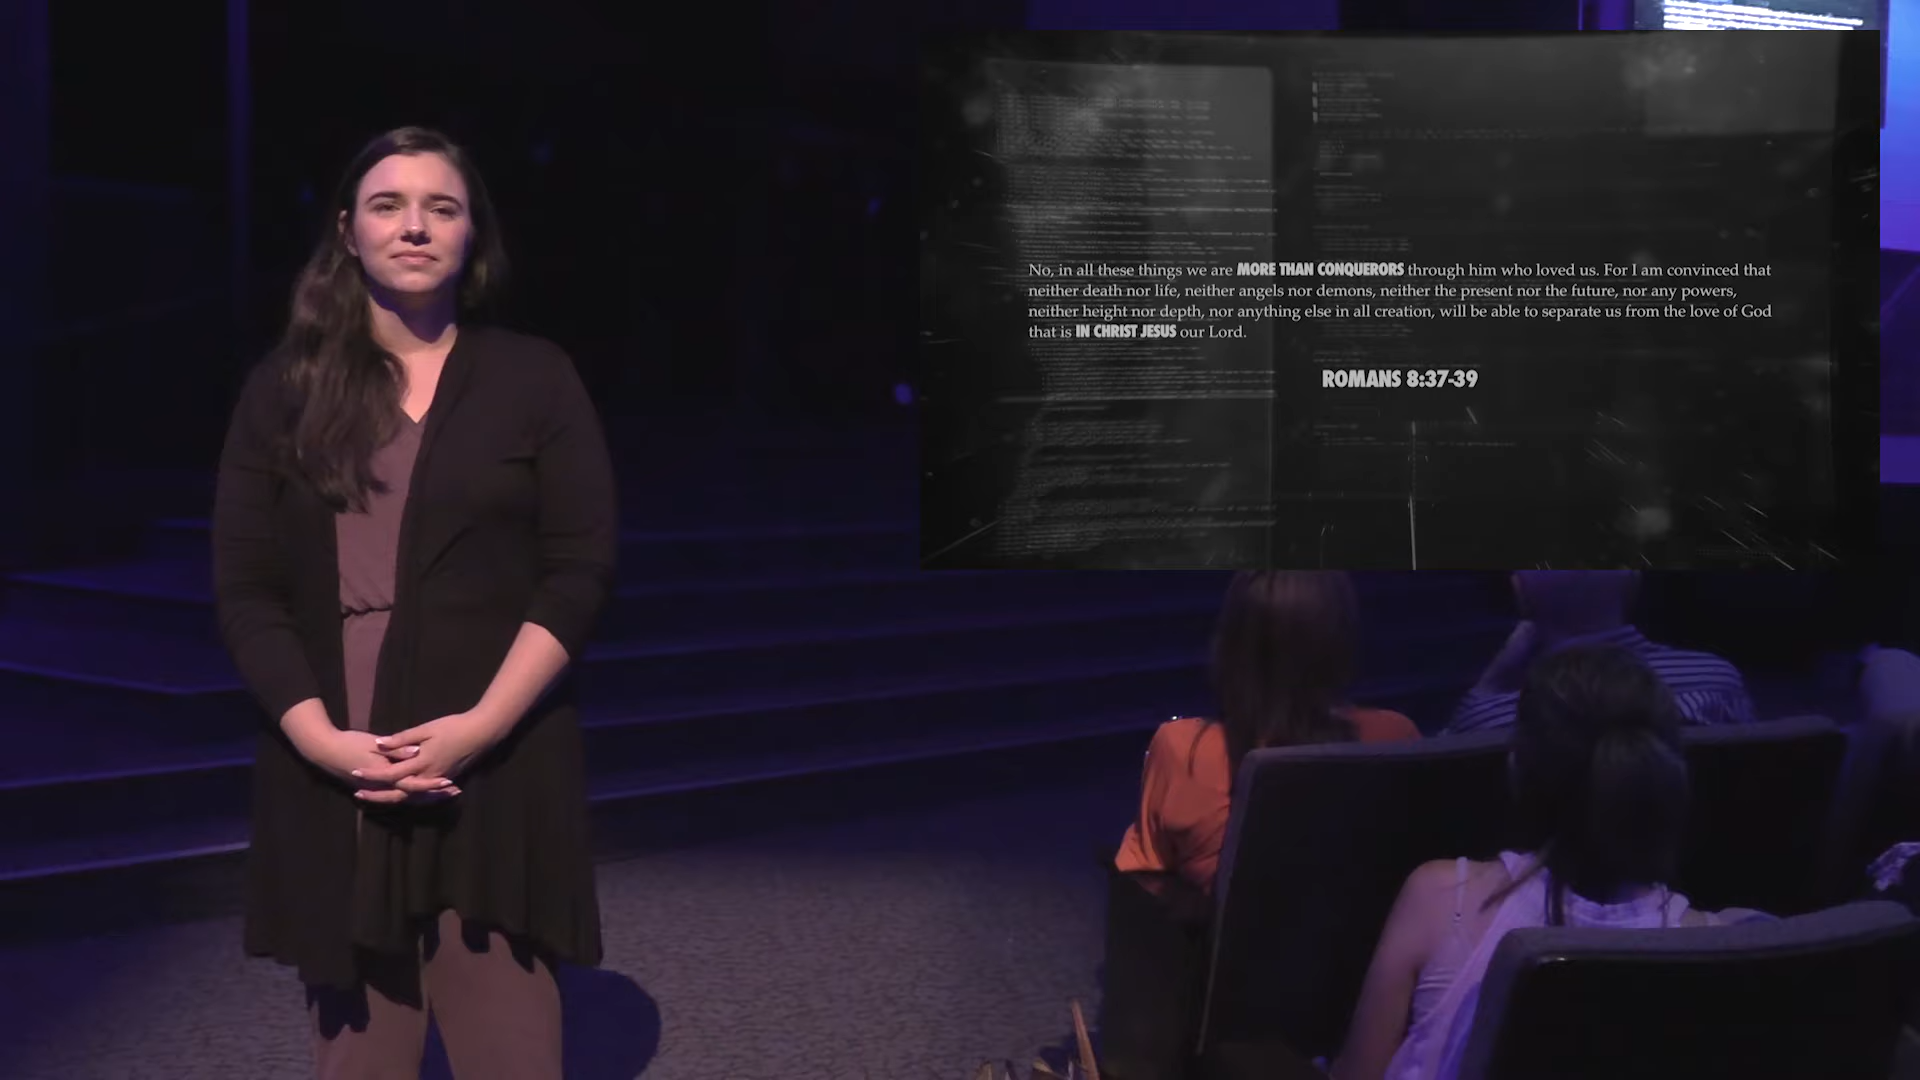 No, in all these things we are MORE THAN CONQUERORS through him who loved us. For I am convinced that
neither death nor life, neither angels nor demons, neither the present nor the future, nor any powers,
neither height nor depth, nor anything else in all creation, will be able to separate us from the love of God
that is IN CHRIST JESUS our Lord.
ROMANS 8:37-39